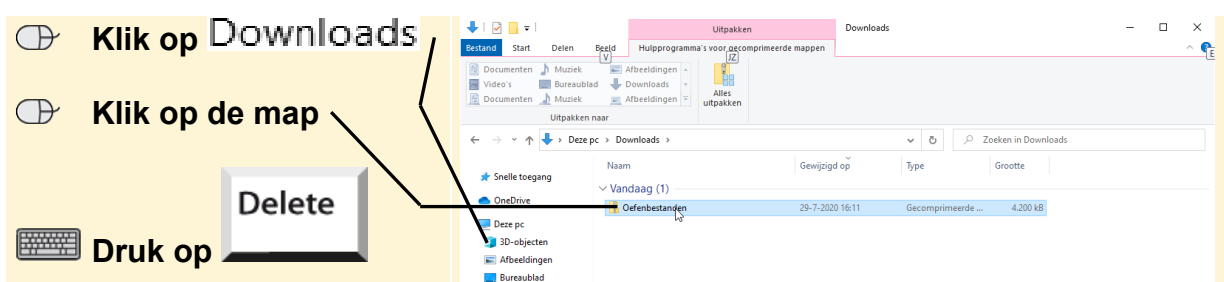 Klik op Downloads
Klik op de map
Delete
Druk op
Uitpakken
Downloads
Bestand Start Delen Beeld Hulpprogramma's voor gecomprimeerde mappen
V JZ E
Documenten Muziek Afbeeldingen
Video's Bureaublad Downloads
Documenten Muziek Afbeeldingen
Alles
uitpakken
Uitpakken naar
Deze pc Downloads
Zoeken in Downloads
Naam Gewijzigd op Type Grootte
Snelle toegang
Vandaag (1)
OneDrive
Oefenbestanden 29-7-2020 16:11 Gecomprimeerde ... 4.200 kB
Deze pc
3D-objecten
Afbeeldingen
Bureaublad